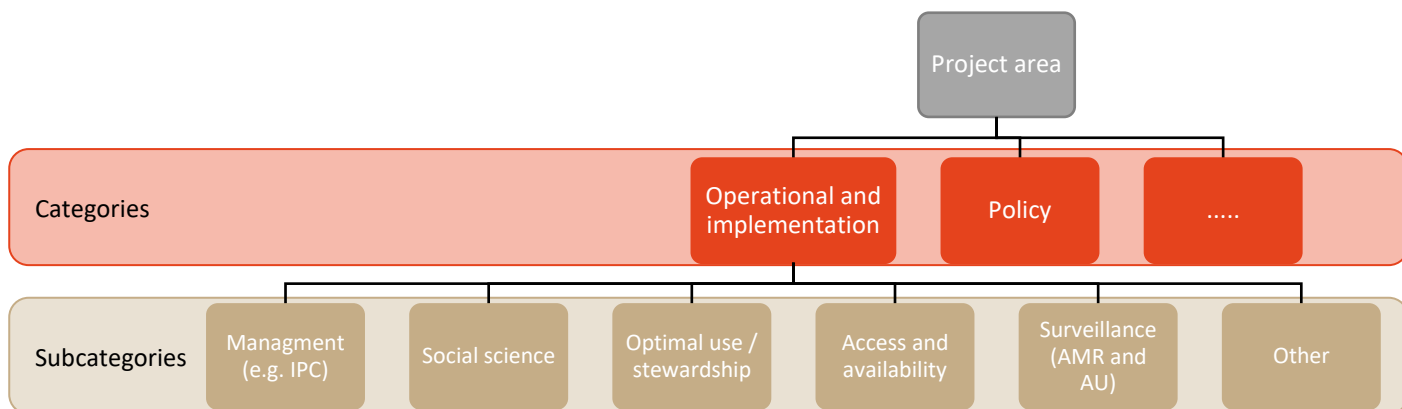 Project area
Categories
Operational and
implementation
Policy
.....
Subcategories
Managment
(e.g. IPC)
Social science
Optimal use /
stewardship
Access and
availability
Surveillance
(AMR and
AU)
Other